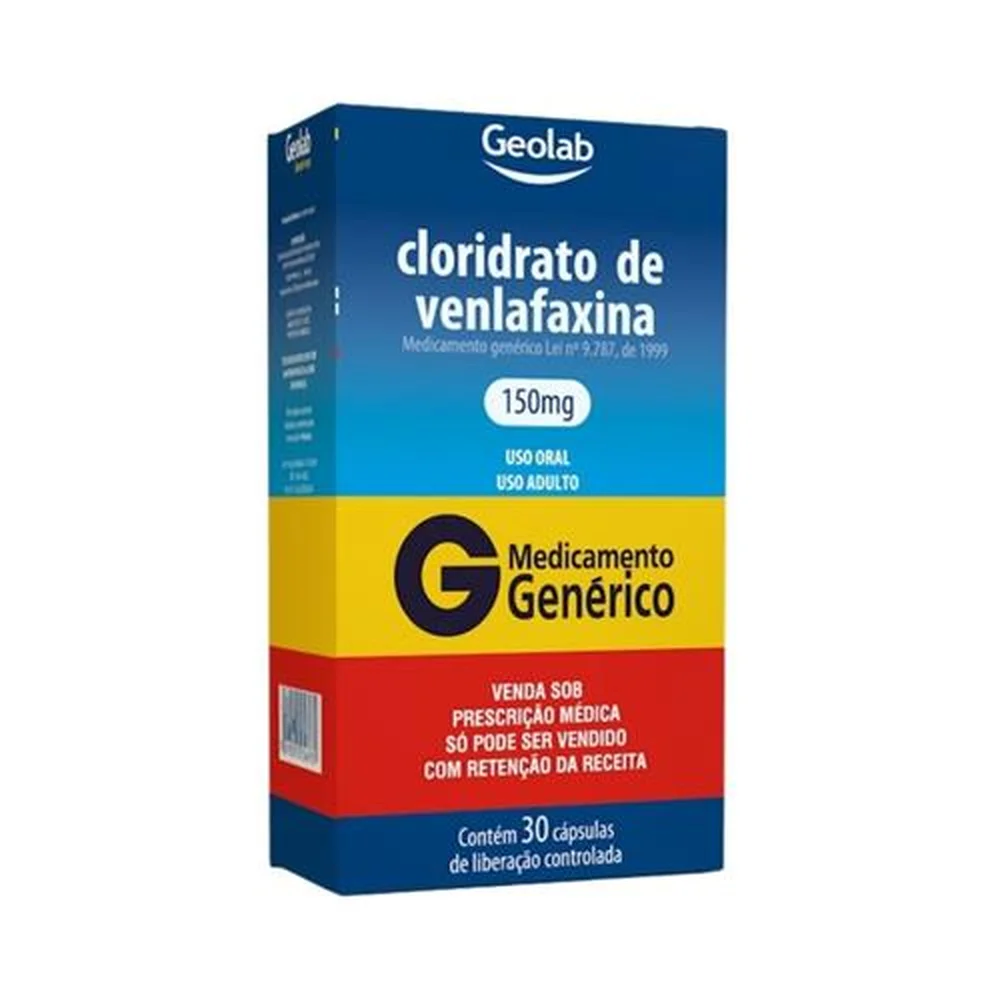 Geolab
cloridrato de
venlafaxina
Medicamento genérico Lei nº 9.787, de 1999
150mg
USO ORAL
USO ADULTO
G Medicamento
Genérico
VENDA SOB
PRESCRIÇÃO MÉDICA
SÓ PODE SER VENDIDO
COM RETENÇÃO DA RECEITA
Contém 30 cápsulas
de liberação controlada
Geolab